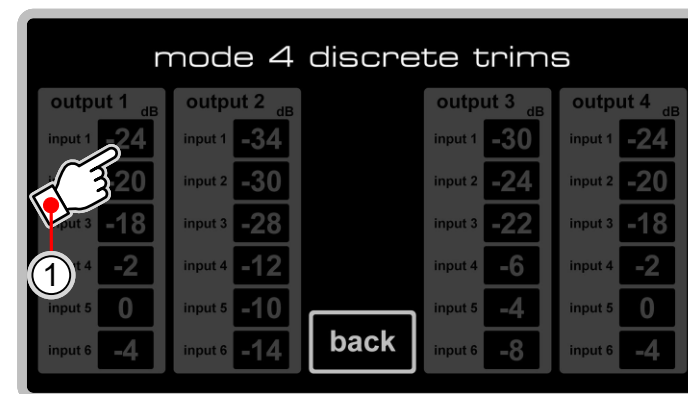 mode 4 discrete trims
output 1 dB
input 1 -24
-20
put 3 -18
t 4 -2
input 5 0
input 6 -4
output 2 dB
input 1 -34
input 2 -30
input 3 -28
input 4 -12
input 5 -10
input 6 -14
back
output 3 dB
input 1 -30
input 2 -24
input 3 -22
input 4 -6
input 5 -4
input 6 -8
output 4 dB
input 1 -24
input 2 -20
input 3 -18
input 4 -2
input 5 0
input 6 -4
1